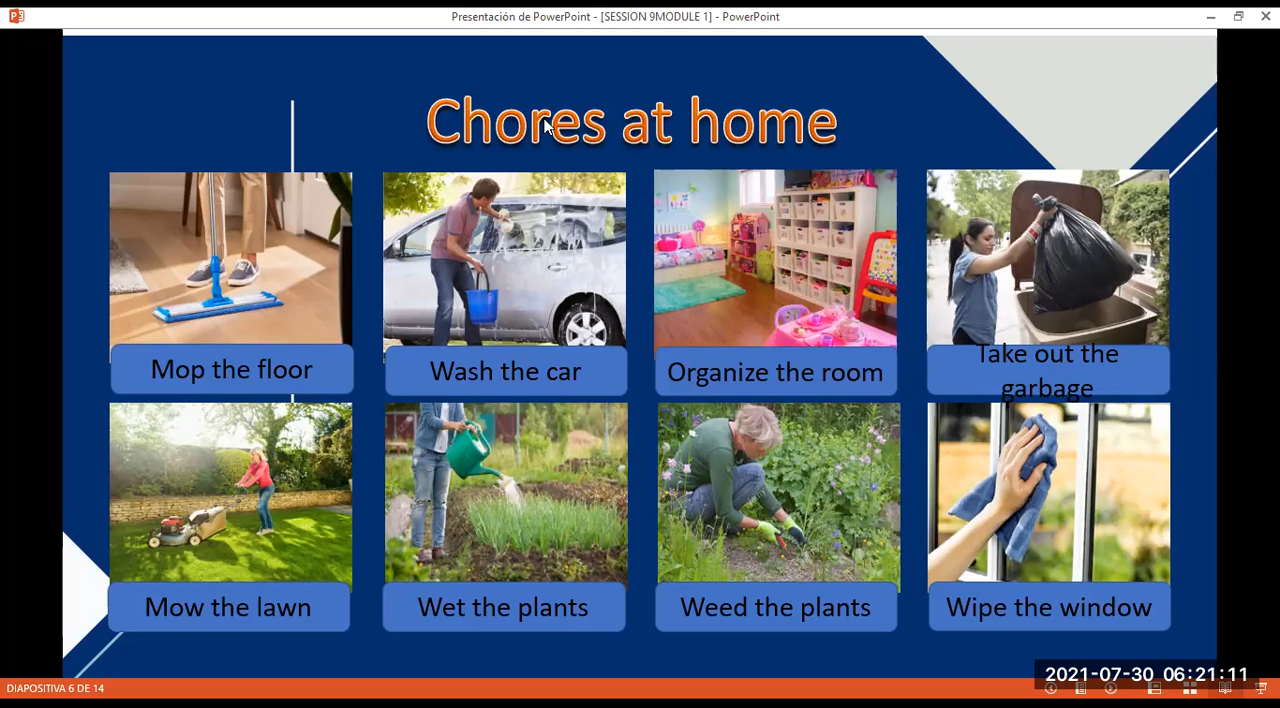 Presentación de PowerPoint - [SESSION 9MODULE 1] - PowerPoint
Chores at home
Mop the floor
Wash the car
Organize the room
Take out the
garbage
Mow the lawn
Wet the plants
Weed the plants
Wipe the window
2021-07-30 06:21:11
DIAPOSITIVA 6 DE 14